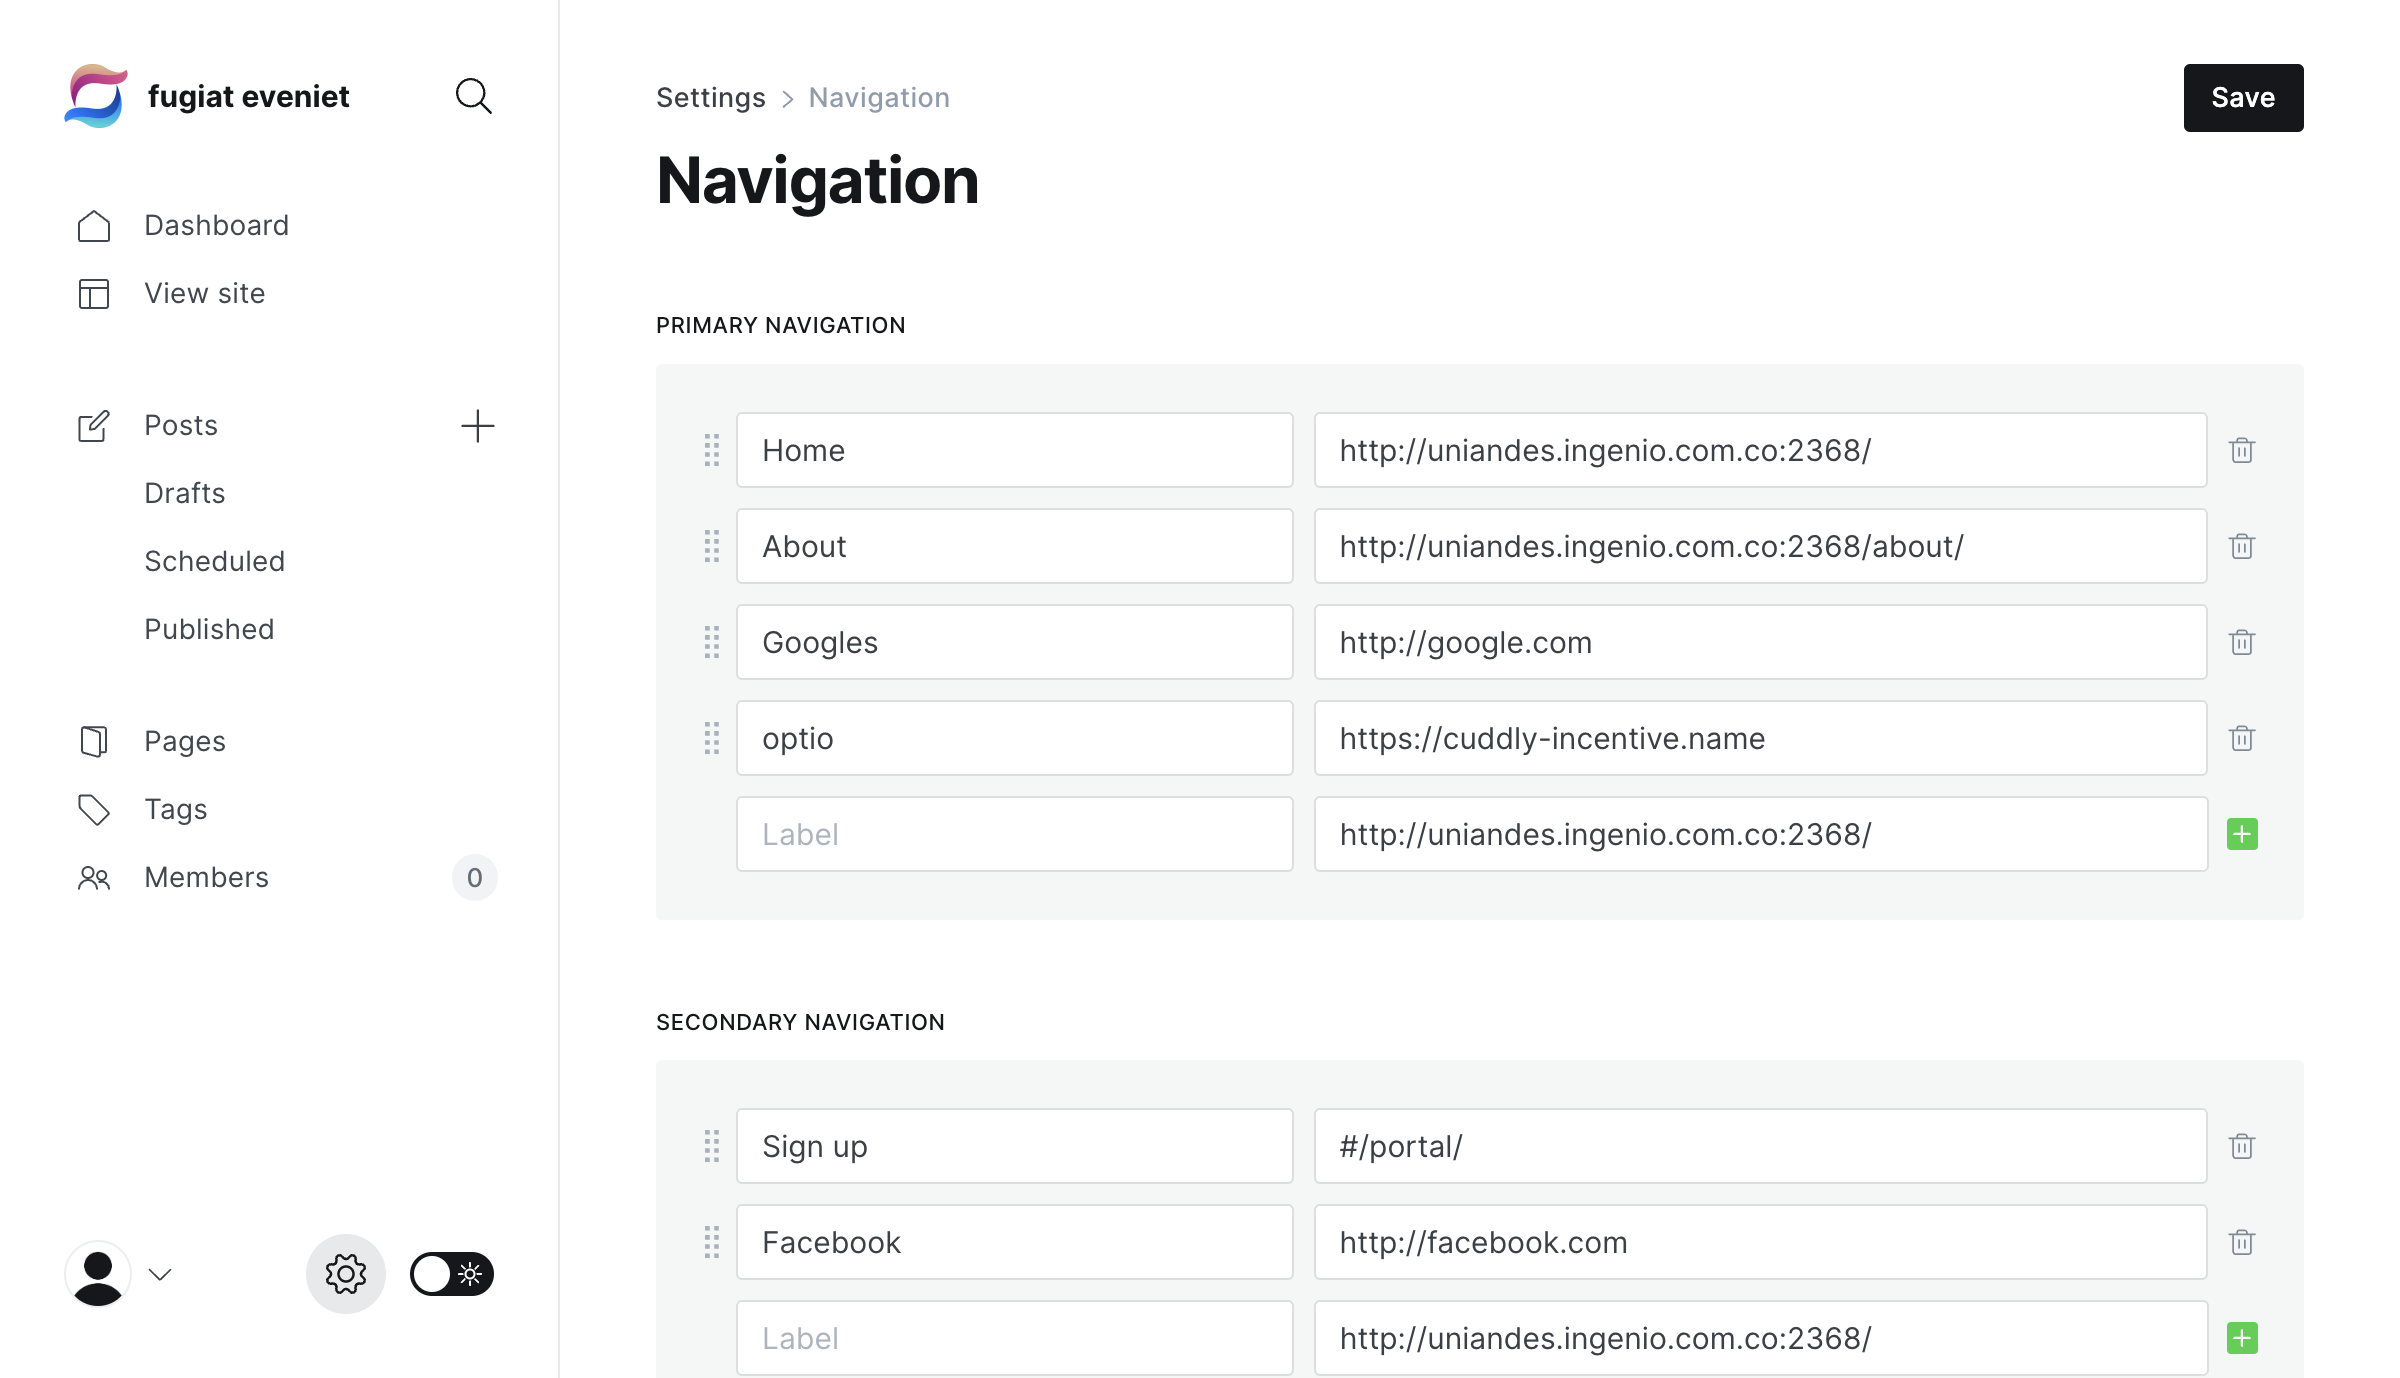 fugiat eveniet
Dashboard
View site
Posts
Drafts
Scheduled
Published
Pages
Tags
Members
0
Settings > Navigation
Save
Navigation
PRIMARY NAVIGATION
Home http://uniandes.ingenio.com.co:2368/
About http://uniandes.ingenio.com.co:2368/about/
Googles http://google.com
optio https://cuddly-incentive.name
Label http://uniandes.ingenio.com.co:2368/
SECONDARY NAVIGATION
Sign up #/portal/
Facebook http://facebook.com
Label http://uniandes.ingenio.com.co:2368/